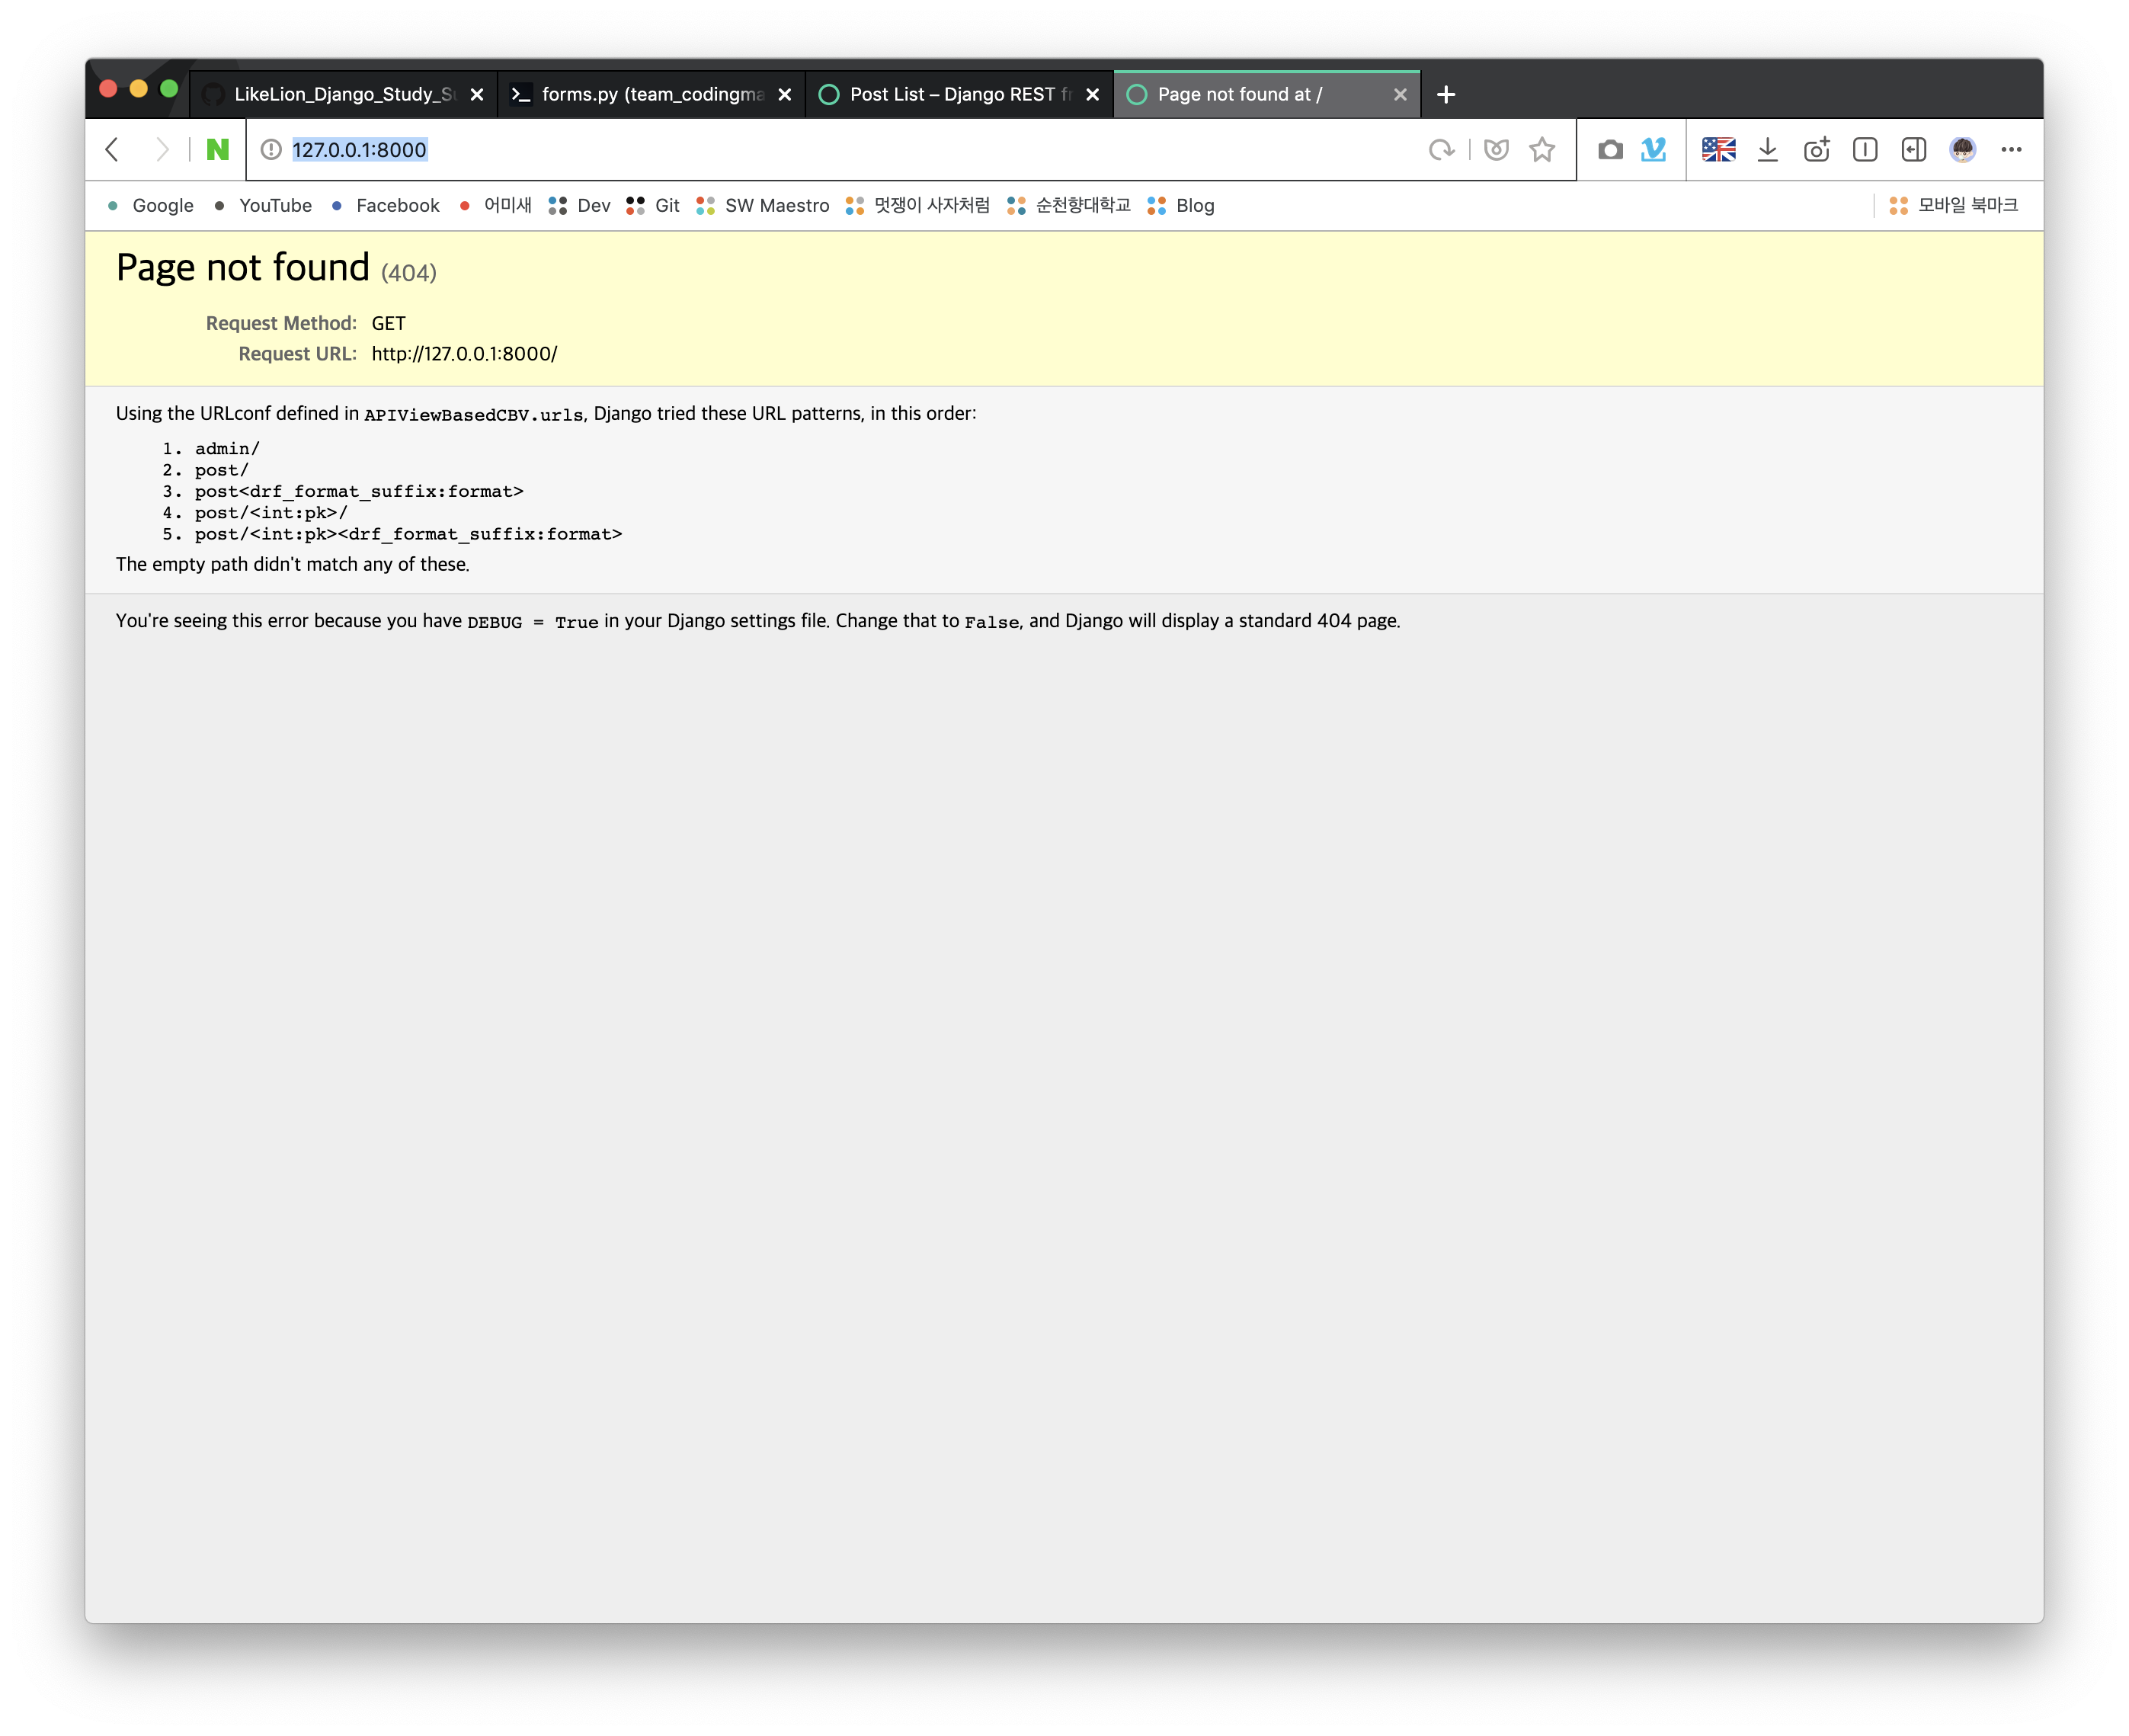 LikeLion_Django_Study_S
forms.py (team_codingma
Post List – Django REST fr
Page not found at /
N
127.0.0.1:8000
Google YouTube Facebook 어미새 Dev Git SW Maestro 멋쟁이 사자처럼 순천향대학교 Blog 모바일 북마크
Page not found (404)
Request Method: GET
Request URL: http://127.0.0.1:8000/
Using the URLconf defined in APIViewBasedCBV.urls, Django tried these URL patterns, in this order:
1. admin/
2. post/
3. post<drf_format_suffix:format>
4. post/<int:pk>/
5. post/<int:pk><drf_format_suffix:format>
The empty path didn't match any of these.
You're seeing this error because you have DEBUG = True in your Django settings file. Change that to False, and Django will display a standard 404 page.